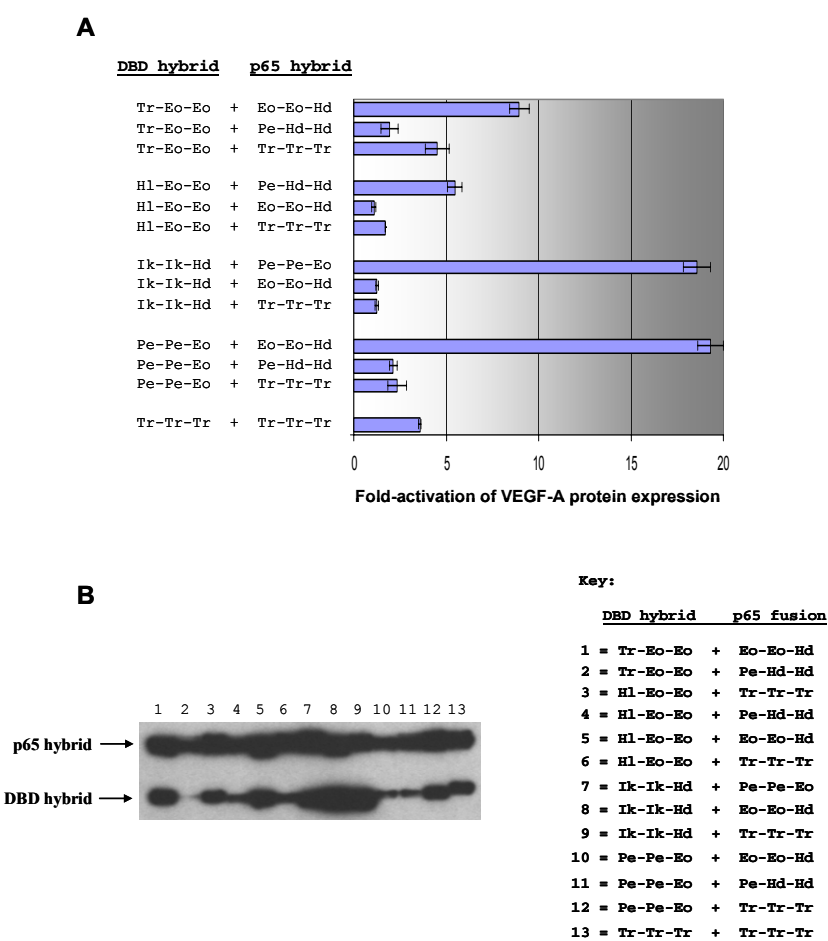 A
DBD hybrid p65 hybrid
Tr-Eo-Eo + Eo-Eo-Hd
Tr-Eo-Eo + Pe-Hd-Hd
Tr-Eo-Eo + Tr-Tr-Tr
Hl-Eo-Eo + Pe-Hd-Hd
Hl-Eo-Eo + Eo-Eo-Hd
Hl-Eo-Eo + Tr-Tr-Tr
Ik-Ik-Hd + Pe-Pe-Eo
Ik-Ik-Hd + Eo-Eo-Hd
Ik-Ik-Hd + Tr-Tr-Tr
Pe-Pe-Eo + Eo-Eo-Hd
Pe-Pe-Eo + Pe-Hd-Hd
Pe-Pe-Eo + Tr-Tr-Tr
Tr-Tr-Tr + Tr-Tr-Tr
0 5 10 15 20
Fold-activation of VEGF-A protein expression
B
1 2 3 4 5 6 7 8 9 10 11 12 13
p65 hybrid
DBD hybrid
Key:
DBD hybrid p65 fusion
1 = Tr-Eo-Eo + Eo-Eo-Hd
2 = Tr-Eo-Eo + Pe-Hd-Hd
3 = Hl-Eo-Eo + Tr-Tr-Tr
4 = Hl-Eo-Eo + Pe-Hd-Hd
5 = Hl-Eo-Eo + Eo-Eo-Hd
6 = Hl-Eo-Eo + Tr-Tr-Tr
7 = Ik-Ik-Hd + Pe-Pe-Eo
8 = Ik-Ik-Hd + Eo-Eo-Hd
9 = Ik-Ik-Hd + Tr-Tr-Tr
10 = Pe-Pe-Eo + Eo-Eo-Hd
11 = Pe-Pe-Eo + Pe-Hd-Hd
12 = Pe-Pe-Eo + Tr-Tr-Tr
13 = Tr-Tr-Tr + Tr-Tr-Tr